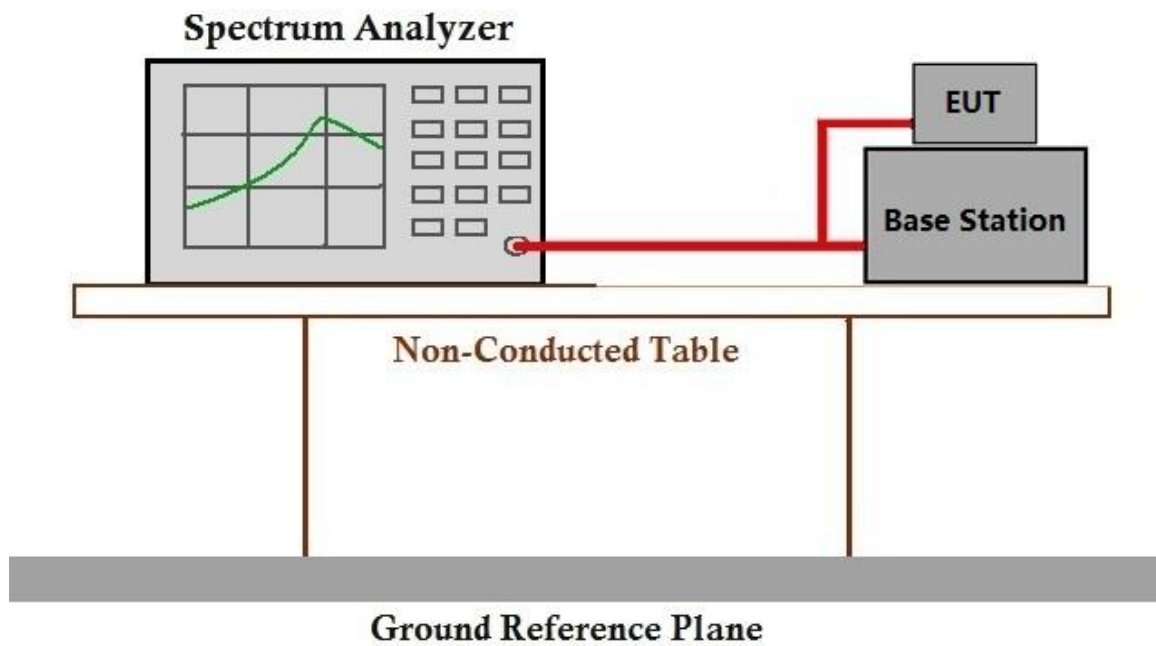 Spectrum Analyzer
EUT
Base Station
Non-Conducted Table
Ground Reference Plane